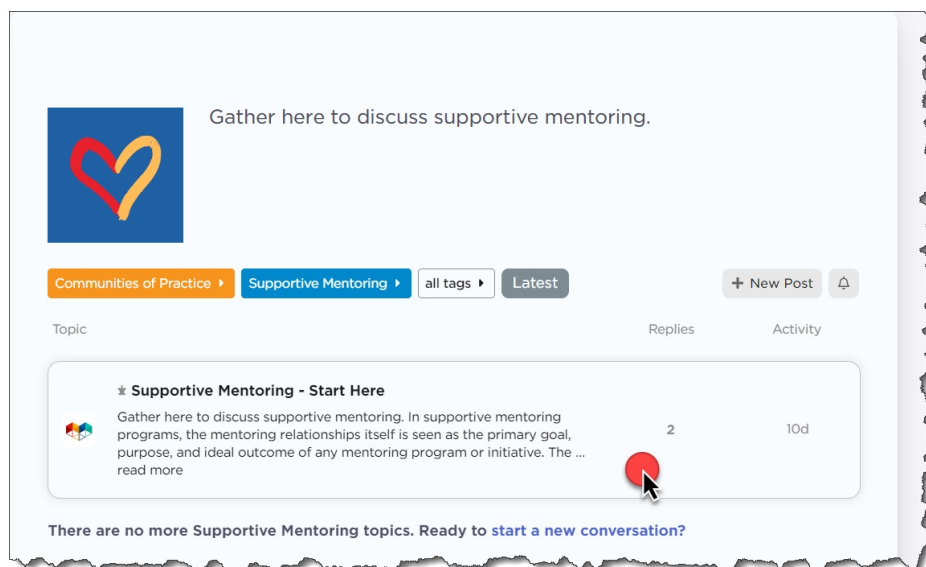 Gather here to discuss supportive mentoring.
Communities of Practice
Supportive Mentoring
all tags
Latest
+ New Post
Topic
Replies
Activity
Supportive Mentoring - Start Here
Gather here to discuss supportive mentoring. In supportive mentoring
programs, the mentoring relationships itself is seen as the primary goal,
purpose, and ideal outcome of any mentoring program or initiative. The ...
read more
2
10d
There are no more Supportive Mentoring topics. Ready to start a new conversation?